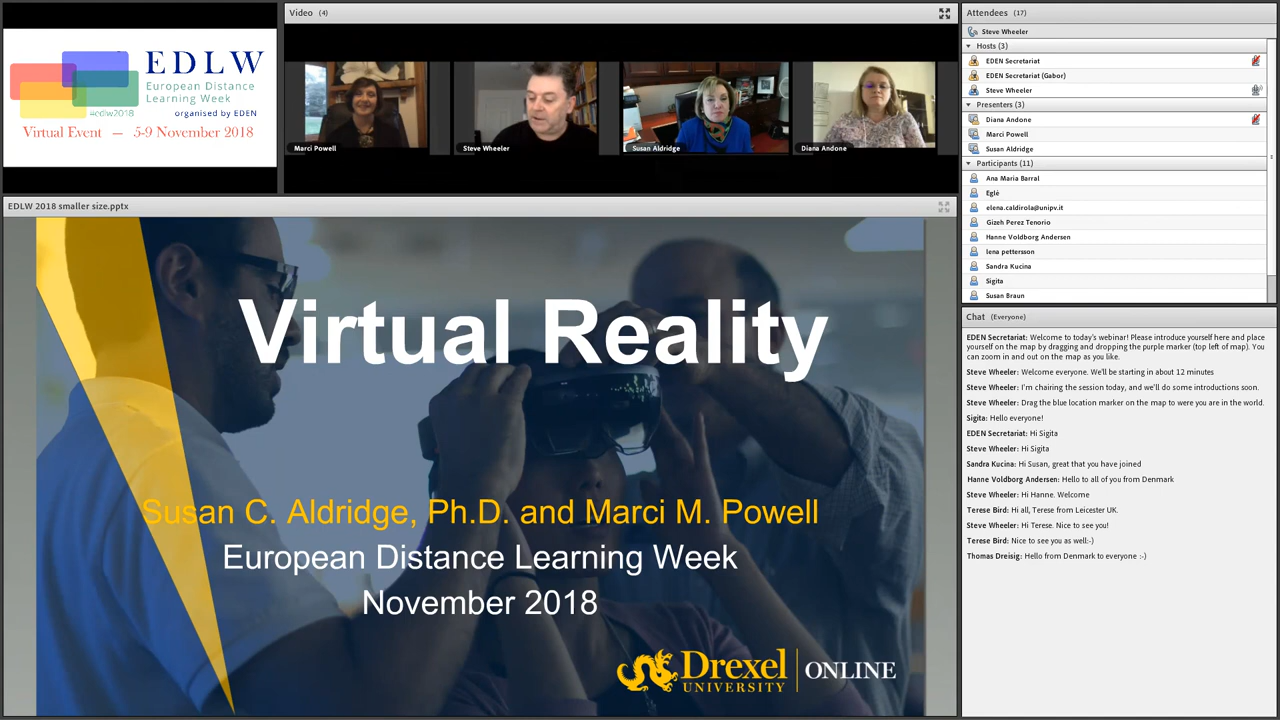 EDLW
European Distance
Learning Week
#edlw2018
organised by EDEN
Virtual Event — 5-9 November 2018
Video (4)
Marci Powell
Steve Wheeler
Susan Aldridge
Diana Andone
EDLW 2018 smaller size.pptx
Virtual Reality
Susan C. Aldridge, Ph.D. and Marci M. Powell
European Distance Learning Week
November 2018
Drexel
UNIVERSITY
ONLINE
Attendees (17)
Steve Wheeler
Hosts (3)
EDEN Secretariat
EDEN Secretariat (Gabor)
Steve Wheeler
Presenters (3)
Diana Andone
Marci Powell
Susan Aldridge
Participants (11)
Ana Maria Barral
Eglé
elena.caldirola@unipv.it
Gizeh Perez Tenorio
Hanne Voldborg Andersen
lena pettersson
Sandra Kucina
Sigita
Susan Braun
Chat (Everyone)
EDEN Secretariat: Welcome to today's webinar! Please introduce yourself here and place
yourself on the map by dragging and dropping the purple marker (top left of map). You
can zoom in and out on the map as you like.
Steve Wheeler: Welcome everyone. We'll be starting in about 12 minutes
Steve Wheeler: I'm chairing the session today, and we'll do some introductions soon.
Steve Wheeler: Drag the blue location marker on the map to were you are in the world.
Sigita: Hello everyone!
EDEN Secretariat: Hi Sigita
Steve Wheeler: Hi Sigita
Sandra Kucina: Hi Susan, great that you have joined
Hanne Voldborg Andersen: Hello to all of you from Denmark
Steve Wheeler: Hi Hanne. Welcome
Terese Bird: Hi all, Terese from Leicester UK.
Steve Wheeler: Hi Terese. Nice to see you!
Terese Bird: Nice to see you as well:-)
Thomas Dreisig: Hello from Denmark to everyone :-)